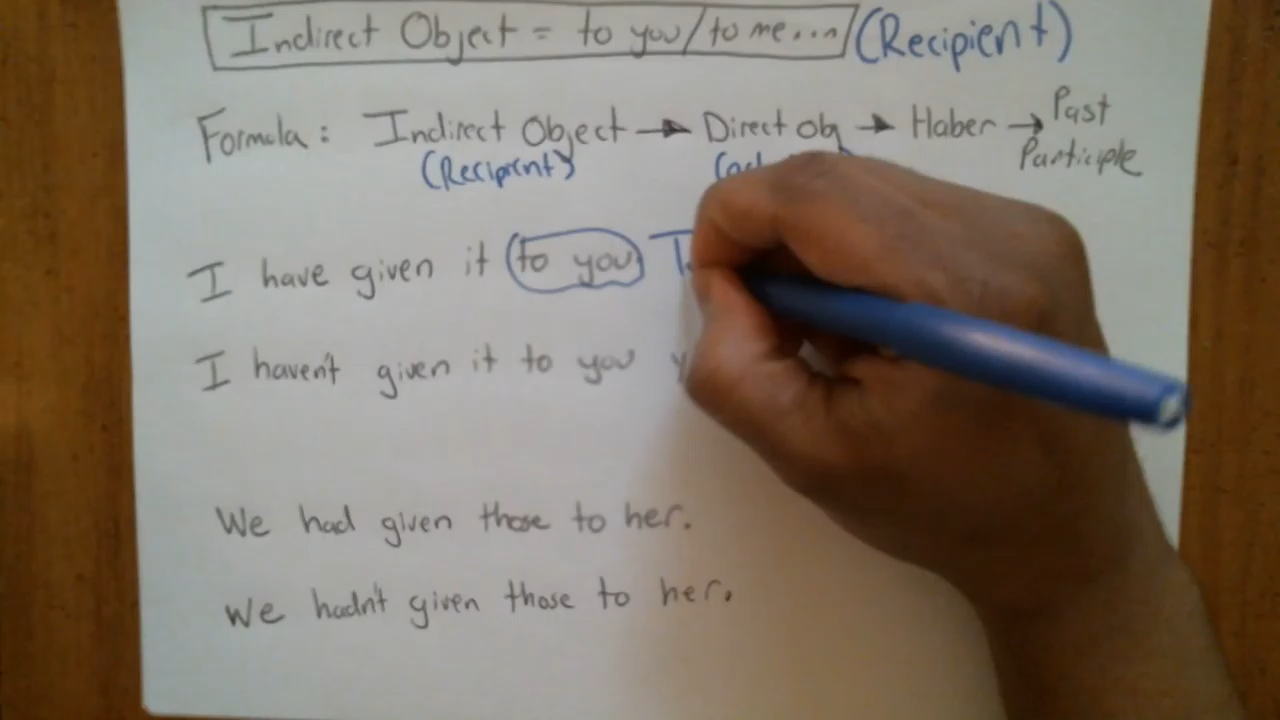 Indirect Object = to you/to me... (Recipient)
Formula: Indirect Object → Direct ob → Haber → Past Participle
(Recipient)
I have given it to you
I haven't given it to you
We had given those to her.
We hadn't given those to her.